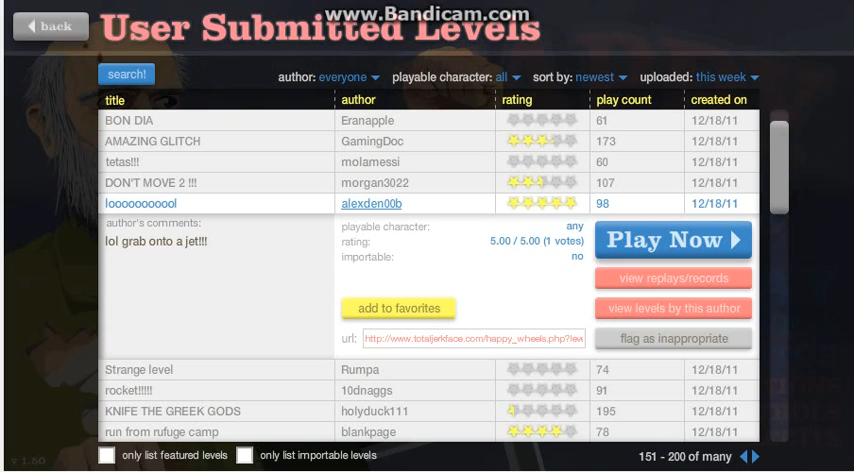 www.Bandicam.com
back
User Submitted Levels
search!
author: everyone playable character: all sort by: newest uploaded: this week
title author rating play count created on
BON DIA Eranapple 61 12/18/11
AMAZING GLITCH GamingDoc 173 12/18/11
tetas!!! molamessi 60 12/18/11
DON'T MOVE 2 !!! morgan3022 107 12/18/11
looooooooool alexden00b 98 12/18/11
author's comments:
lol grab onto a jet!!!
playable character: any
rating: 5.00 / 5.00 (1 votes)
importable: no
Play Now
view replays/records
add to favorites
view levels by this author
url: http://www.totaljerkface.com/happy_wheels.php?leve
flag as inappropriate
Strange level Rumpa 74 12/18/11
rocket!!!!! 10dnaggs 91 12/18/11
KNIFE THE GREEK GODS holyduck111 195 12/18/11
run from rufuge camp blankpage 78 12/18/11
only list featured levels only list importable levels
151 - 200 of many
v 1.50